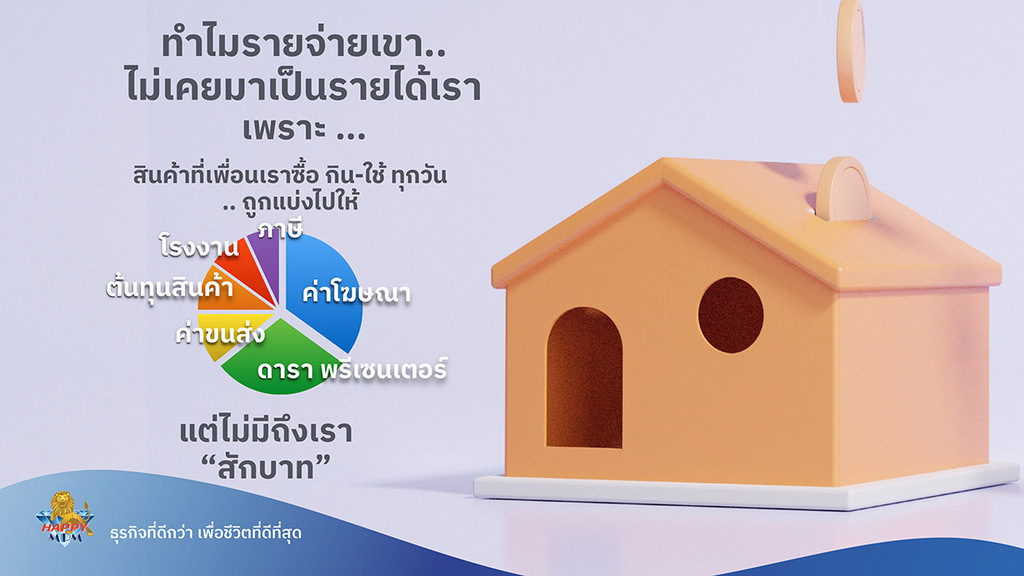 ทำไมรายจ่ายเขา..
ไม่เคยมาเป็นรายได้เรา
เพราะ ...
สินค้าที่เพื่อนเราซื้อ กิน-ใช้ ทุกวัน
.. ถูกแบ่งไปให้
ภาษี
โรงงาน
ต้นทุนสินค้า
ค่าโฆษณา
ค่าขนส่ง
ดารา พรีเซนเตอร์
แต่ไม่มีถึงเรา
“สักบาท”
HAPPY
MPM
ธุรกิจที่ดีกว่า เพื่อชีวิตที่ดีที่สุด